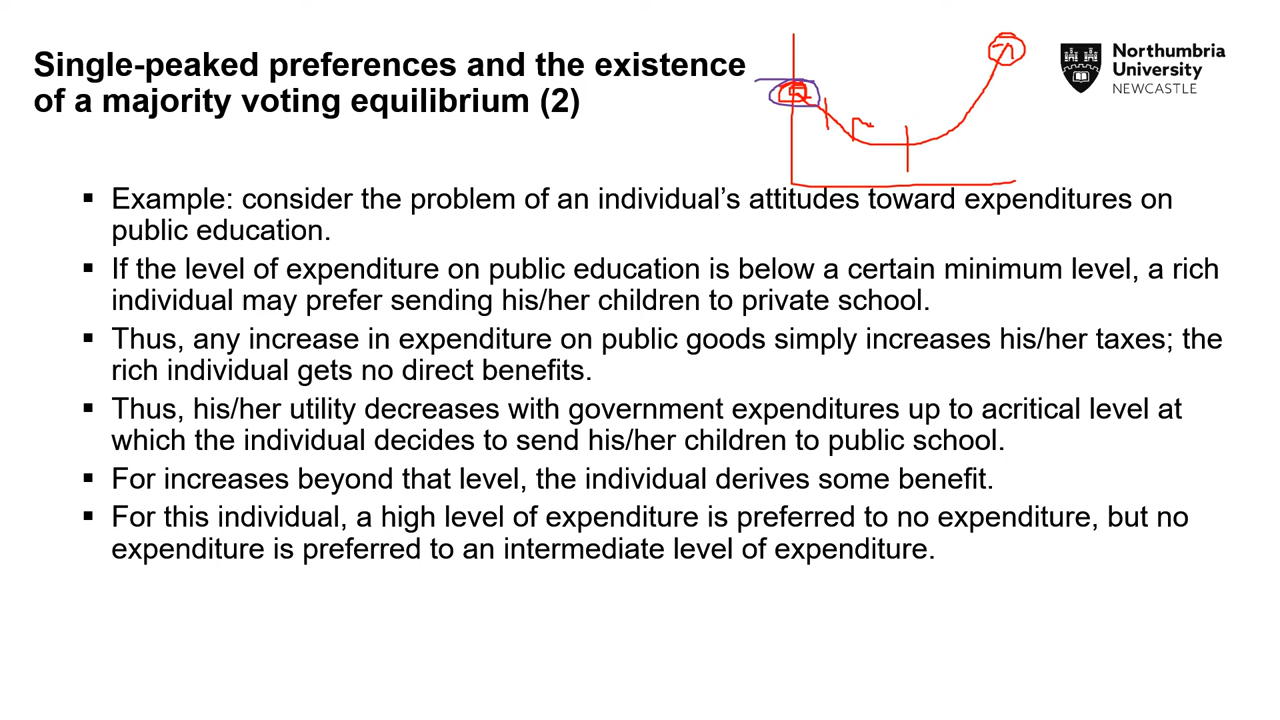 Single-peaked preferences and the existence
of a majority voting equilibrium (2)
Northumbria
University
NEWCASTLE
▪ Example: consider the problem of an individual’s attitudes toward expenditures on
public education.
▪ If the level of expenditure on public education is below a certain minimum level, a rich
individual may prefer sending his/her children to private school.
▪ Thus, any increase in expenditure on public goods simply increases his/her taxes; the
rich individual gets no direct benefits.
▪ Thus, his/her utility decreases with government expenditures up to acritical level at
which the individual decides to send his/her children to public school.
▪ For increases beyond that level, the individual derives some benefit.
▪ For this individual, a high level of expenditure is preferred to no expenditure, but no
expenditure is preferred to an intermediate level of expenditure.